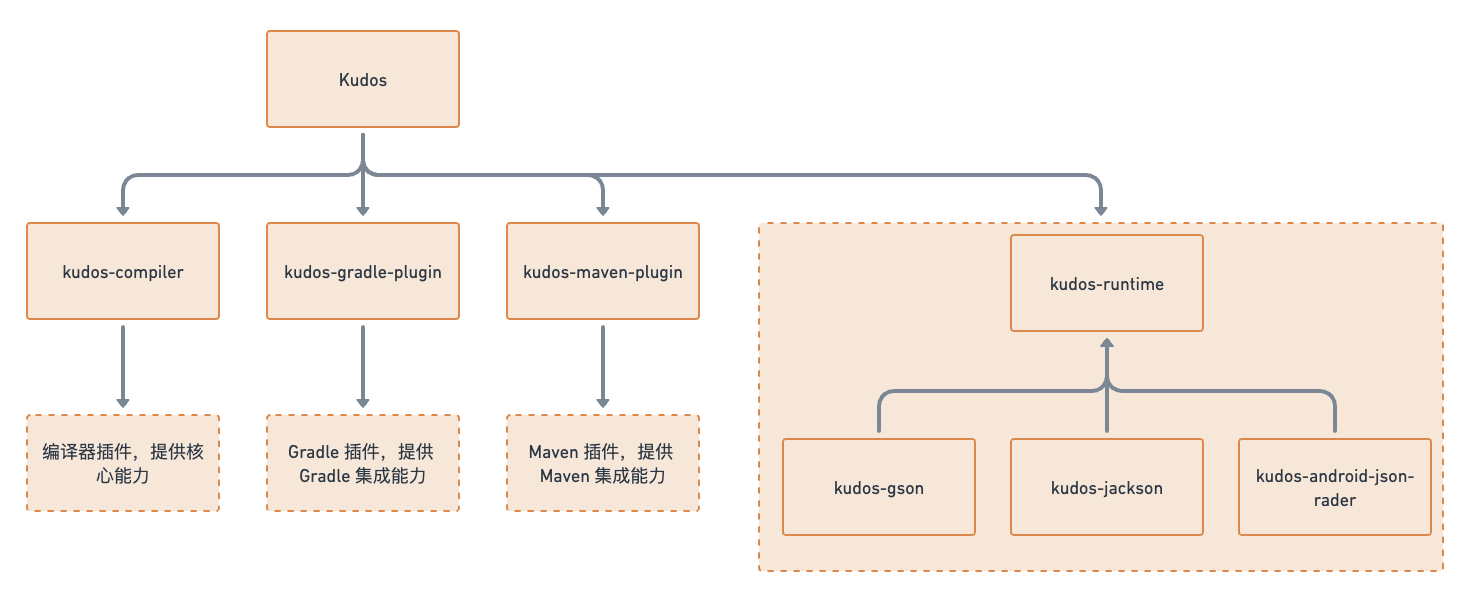 Kudos
kudos-compiler
kudos-gradle-plugin
kudos-maven-plugin
kudos-runtime
编译器插件，提供核
心能力
Gradle 插件，提供
Gradle 集成能力
Maven 插件，提供
Maven 集成能力
kudos-gson
kudos-jackson
kudos-android-json-
rader